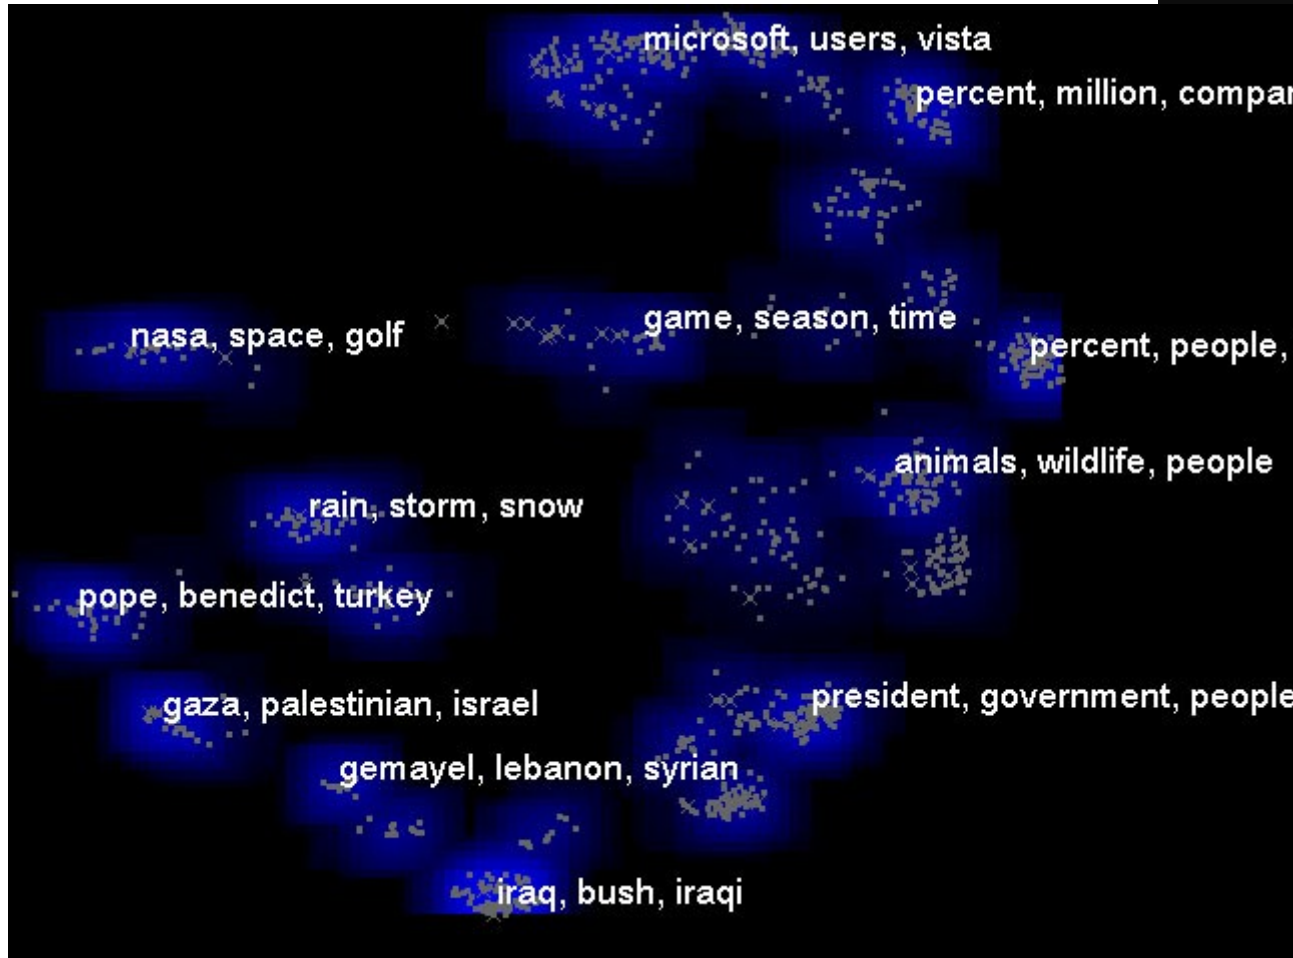 microsoft, users, vista
percent, million, compar
game, season, time
nasa, space, golf
percent, people,
animals, wildlife, people
rain, storm, snow
pope, benedict, turkey
president, government, people
gaza, palestinian, israel
gemayel, lebanon, syrian
iraq, bush, iraqi